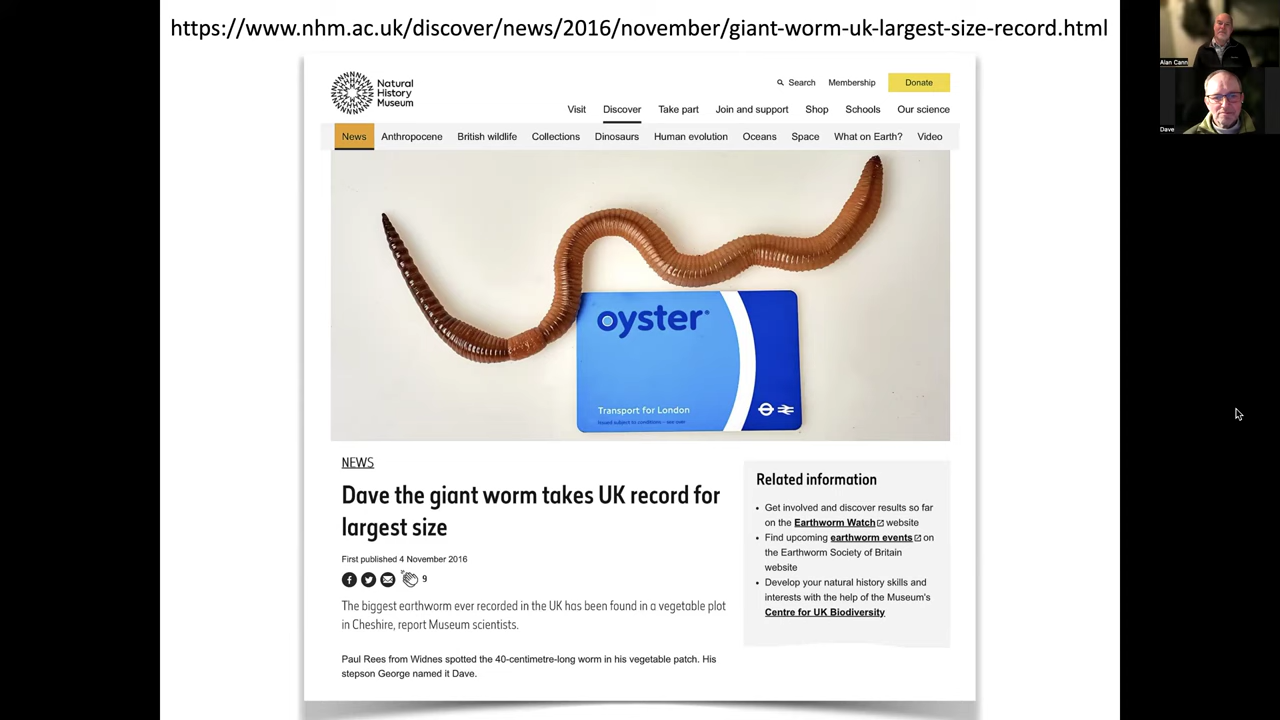 https://www.nhm.ac.uk/discover/news/2016/november/giant-worm-uk-largest-size-record.html
Alan Cann
Dave
Natural
History
Museum
Search Membership Donate
Visit Discover Take part Join and support Shop Schools Our science
News Anthropocene British wildlife Collections Dinosaurs Human evolution Oceans Space What on Earth? Video
oyster
Transport for London
Issued subject to conditions - see over
NEWS
Dave the giant worm takes UK record for
largest size
First published 4 November 2016
9
The biggest earthworm ever recorded in the UK has been found in a vegetable plot
in Cheshire, report Museum scientists.
Paul Rees from Widnes spotted the 40-centimetre-long worm in his vegetable patch. His
stepson George named it Dave.
Related information
• Get involved and discover results so far
on the Earthworm Watch website
• Find upcoming earthworm events on
the Earthworm Society of Britain
website
• Develop your natural history skills and
interests with the help of the Museum's
Centre for UK Biodiversity